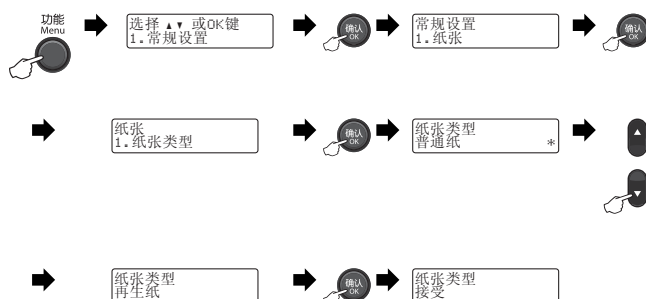 功能
Menu
选择 ▲▼ 或OK键
1.常规设置
确认
OK
常规设置
1.纸张
确认
OK
纸张
1.纸张类型
确认
OK
纸张类型
普通纸 *
▲
▼
纸张类型
再生纸
确认
OK
纸张类型
接受